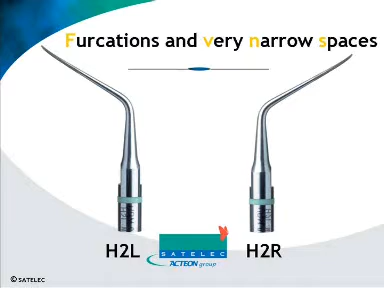 Furcations and very narrow spaces
H2L
H2R
SATELEC
ACTEON group
© SATELEC